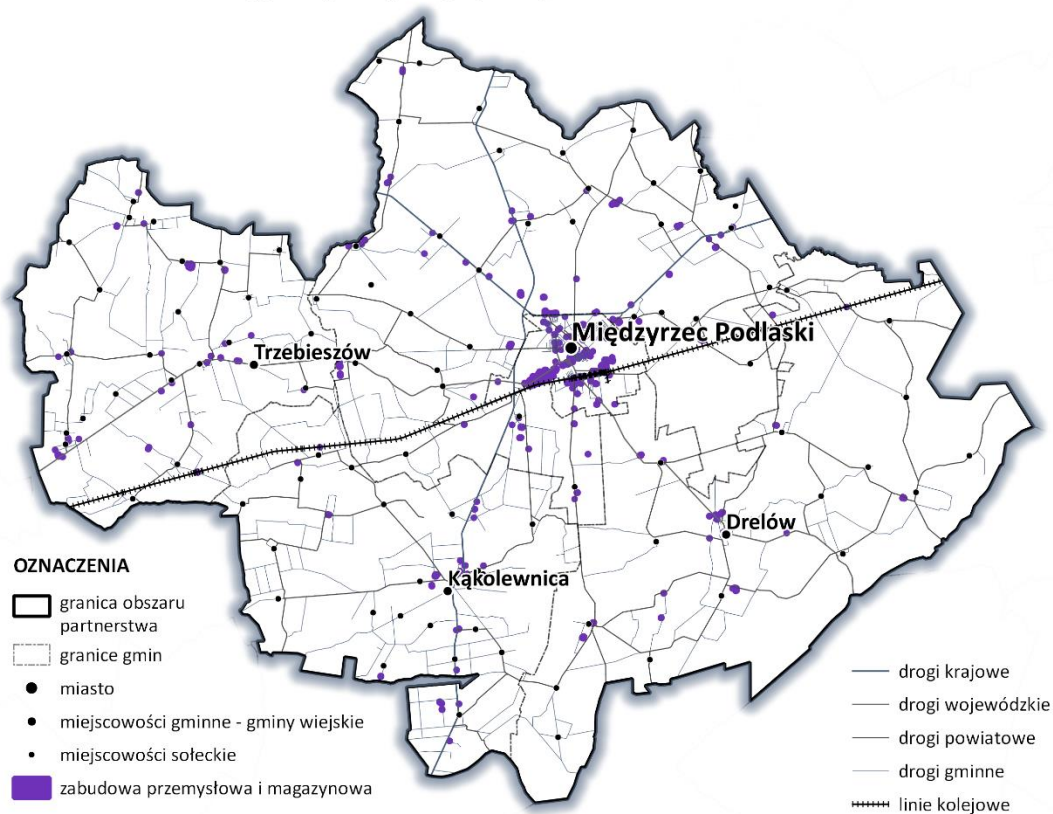 Międzyrzec Podlaski
Trzebieszów
Drelów
Kąkolewnica
OZNACZENIA
granica obszaru
partnerstwa
granice gmin
miasto
miejscowości gminne - gminy wiejskie
miejscowości sołeckie
zabudowa przemysłowa i magazynowa
drogi krajowe
drogi wojewódzkie
drogi powiatowe
drogi gminne
linie kolejowe